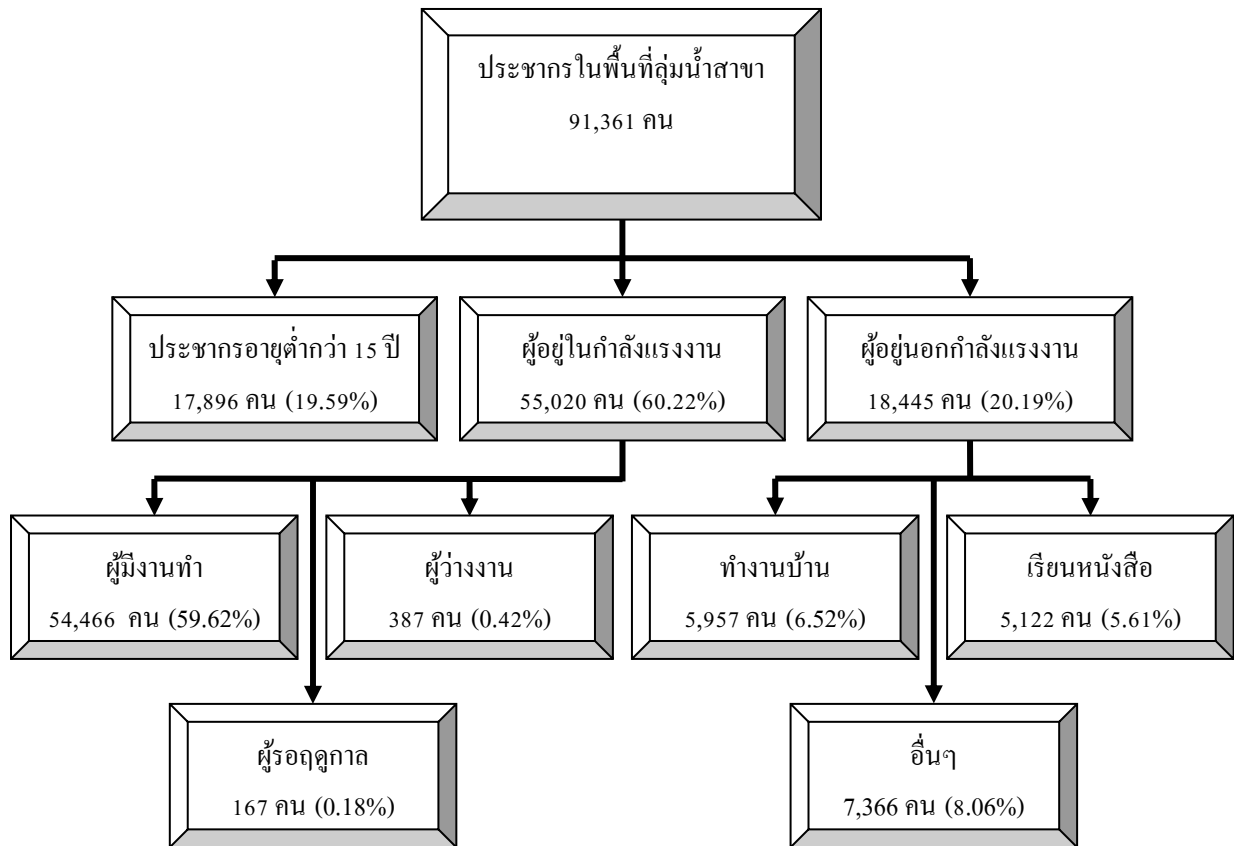 ประชากรในพื้นที่ลุ่มน้ำสาขา
91,361 คน
ประชากรอายุต่ำกว่า 15 ปี
17,896 คน (19.59%)
ผู้อยู่ในกำลังแรงงาน
55,020 คน (60.22%)
ผู้อยู่นอกกำลังแรงงาน
18,445 คน (20.19%)
ผู้มีงานทำ
54,466 คน (59.62%)
ผู้ว่างงาน
387 คน (0.42%)
ทำงานบ้าน
5,957 คน (6.52%)
เรียนหนังสือ
5,122 คน (5.61%)
ผู้รอฤดูกาล
167 คน (0.18%)
อื่นๆ
7,366 คน (8.06%)